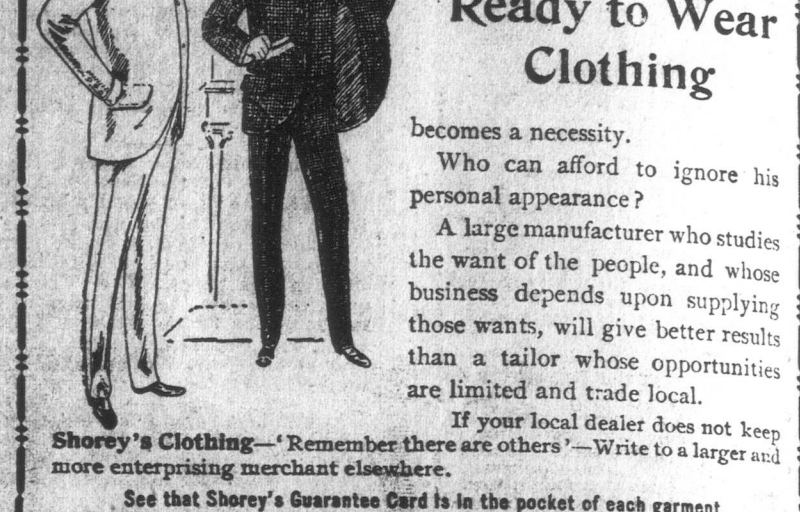 Ready to Wear
Clothing
becomes a necessity.
Who can afford to ignore his
personal appearance?
A large manufacturer who studies
the want of the people, and whose
business depends upon supplying
those wants, will give better results
than a tailor whose opportunities
are limited and trade local.
If your local dealer does not keep
Shorey's Clothing—'Remember there are others'—Write to a larger and
more enterprising merchant elsewhere.
See that Shorey's Guarantee Card is in the pocket of each garment